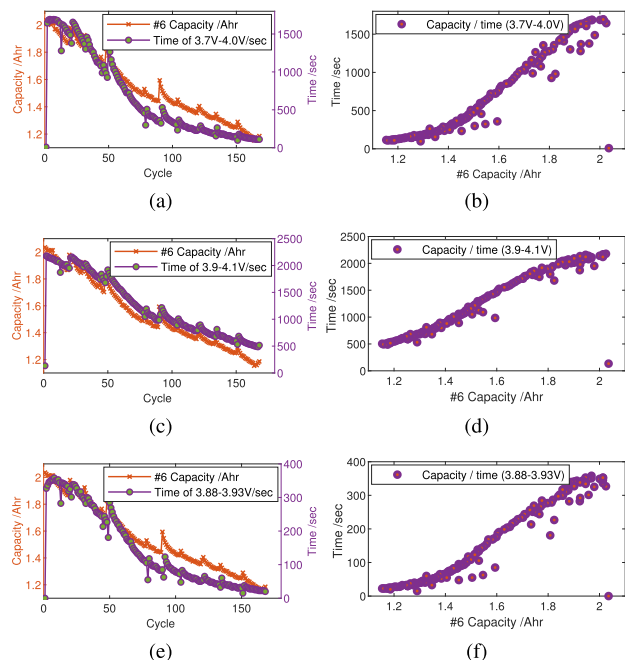 #6 Capacity /Ahr
Time of 3.7V-4.0V/sec
Capacity /Ahr
2
1.8
1.6
1.4
1.2
1500
1000
500
0
Time /sec
0 50 100 150
Cycle
(a)
Capacity / time (3.7V-4.0V)
Time /sec
1500
1000
500
0
1.2 1.4 1.6 1.8 2
#6 Capacity /Ahr
(b)
#6 Capacity /Ahr
Time of 3.9-4.1V/sec
Capacity /Ahr
2
1.8
1.6
1.4
1.2
2500
2000
1500
1000
500
0
Time /sec
0 50 100 150
Cycle
(c)
Capacity / time (3.9-4.1V)
Time /sec
2500
2000
1500
1000
500
0
1.2 1.4 1.6 1.8 2
#6 Capacity /Ahr
(d)
#6 Capacity /Ahr
Time of 3.88-3.93V/sec
Capacity /Ahr
2
1.8
1.6
1.4
1.2
400
300
200
100
0
Time /sec
0 50 100 150
Cycle
(e)
Capacity / time (3.88-3.93V)
Time /sec
400
300
200
100
0
1.2 1.4 1.6 1.8 2
#6 Capacity /Ahr
(f)